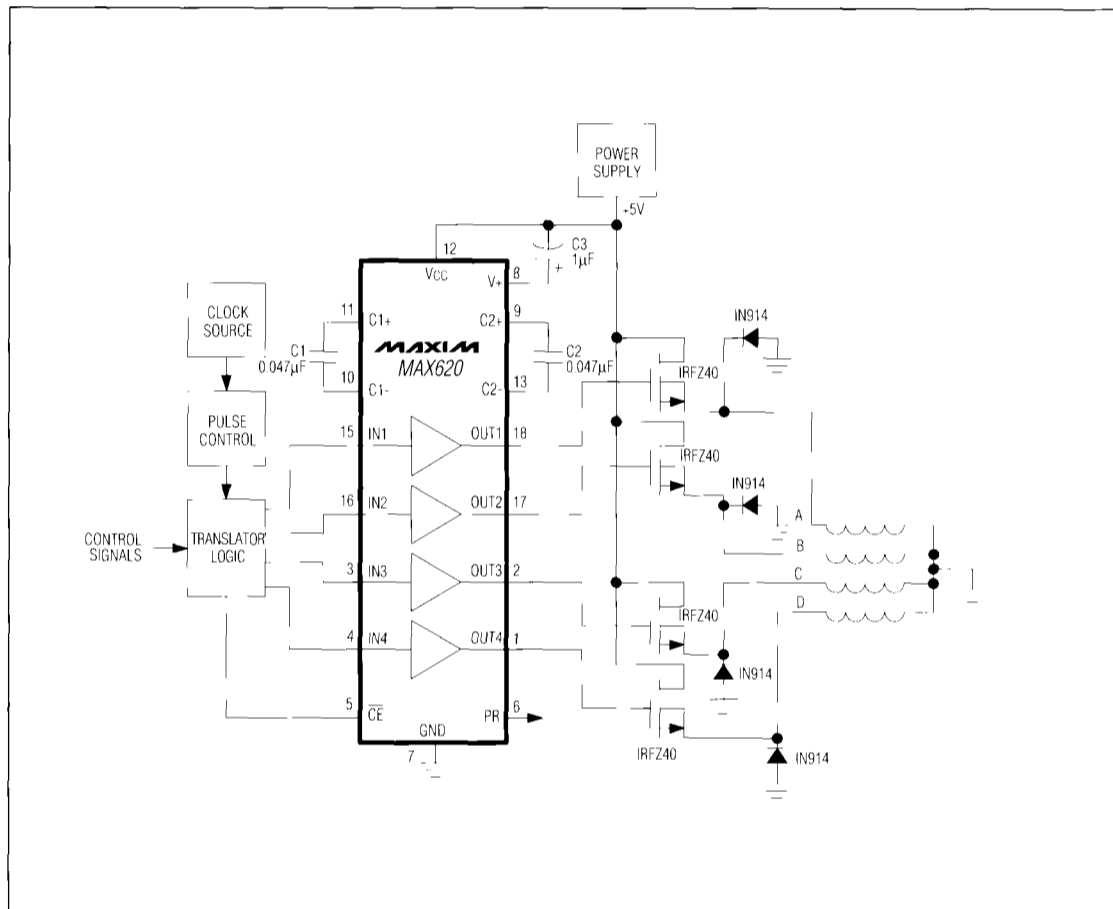 POWER
SUPPLY
+5V
12
VCC
C3
1µF
+
8
V+
CLOCK
SOURCE
11
C1+
9
C2+
IN914
C1
0.047µF
MAXIM
MAX620
C2
0.047µF
10
C1-
13
C2-
IRFZ40
PULSE
CONTROL
15
IN1
OUT1
18
IRFZ40
IN914
16
IN2
OUT2
17
A
CONTROL
SIGNALS
TRANSLATOR
LOGIC
B
3
IN3
OUT3
2
C
D
IRFZ40
4
IN4
OUT4
1
IN914
5
CE
PR
6
GND
7
IRFZ40
IN914